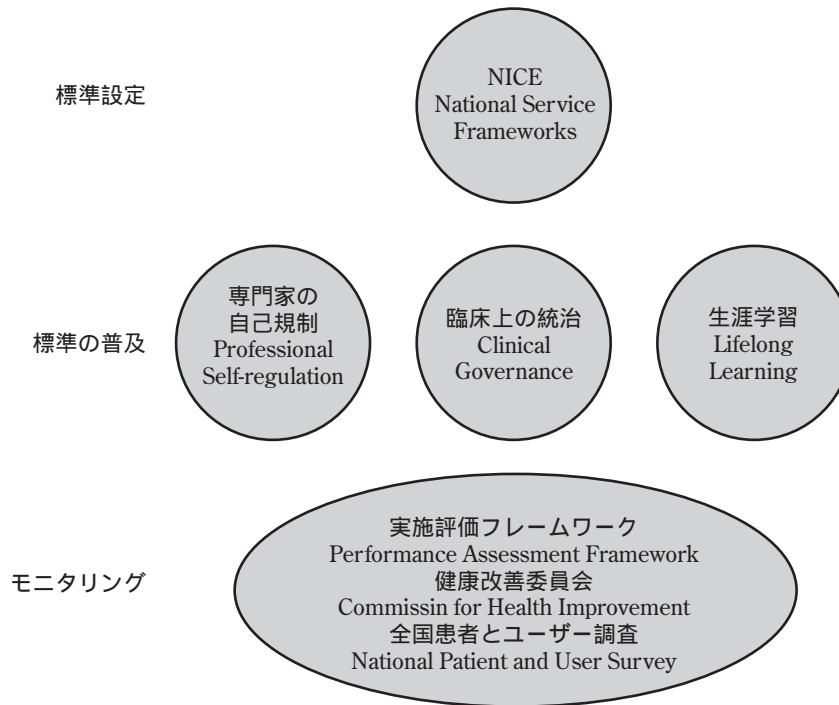 標準設定
NICE
National Service
Frameworks
標準の普及
専門家の
自己規制
Professional
Self-regulation
臨床上の統治
Clinical
Governance
生涯学習
Lifelong
Learning
モニタリング
実施評価フレームワーク
Performance Assessment Framework
健康改善委員会
Commissin for Health Improvement
全国患者とユーザー調査
National Patient and User Survey